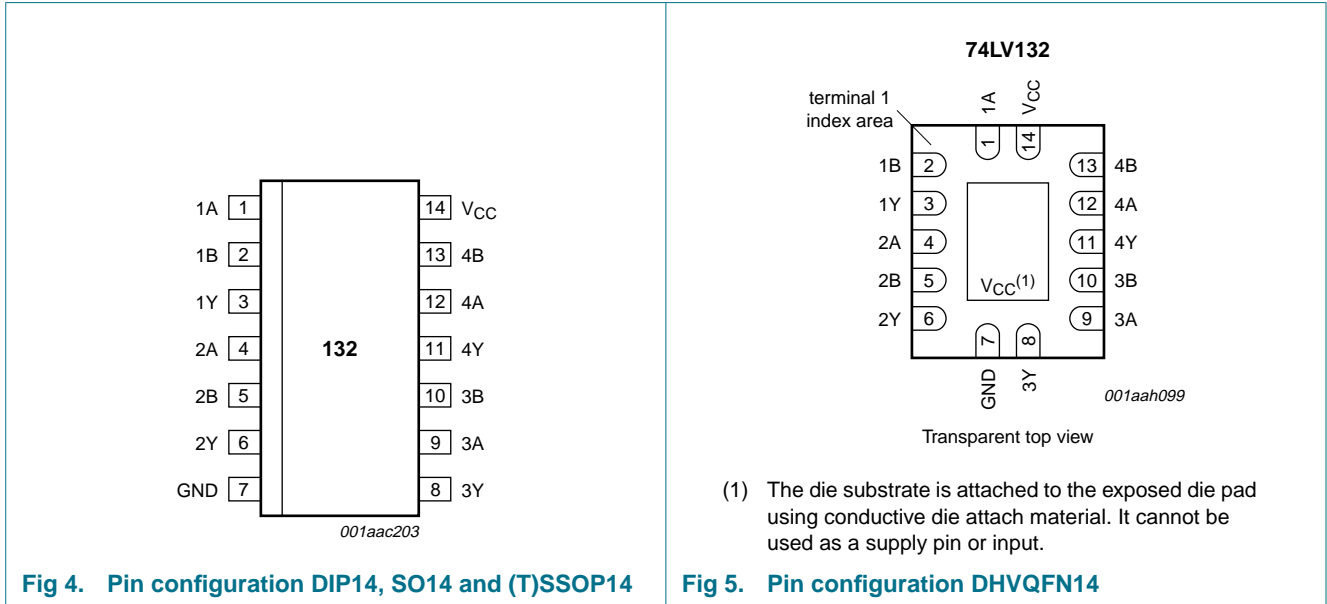 1A 1 14 VCC
1B 2 13 4B
1Y 3 12 4A
2A 4 132 11 4Y
2B 5 10 3B
2Y 6 9 3A
GND 7 8 3Y
001aac203
Fig 4. Pin configuration DIP14, SO14 and (T)SSOP14
74LV132
terminal 1
index area
1A VCC
1 14
1B 2 13 4B
1Y 3 12 4A
2A 4 11 4Y
2B 5 VCC(1) 10 3B
2Y 6 9 3A
7 8
GND 3Y
001aah099
Transparent top view
(1) The die substrate is attached to the exposed die pad
using conductive die attach material. It cannot be
used as a supply pin or input.
Fig 5. Pin configuration DHVQFN14